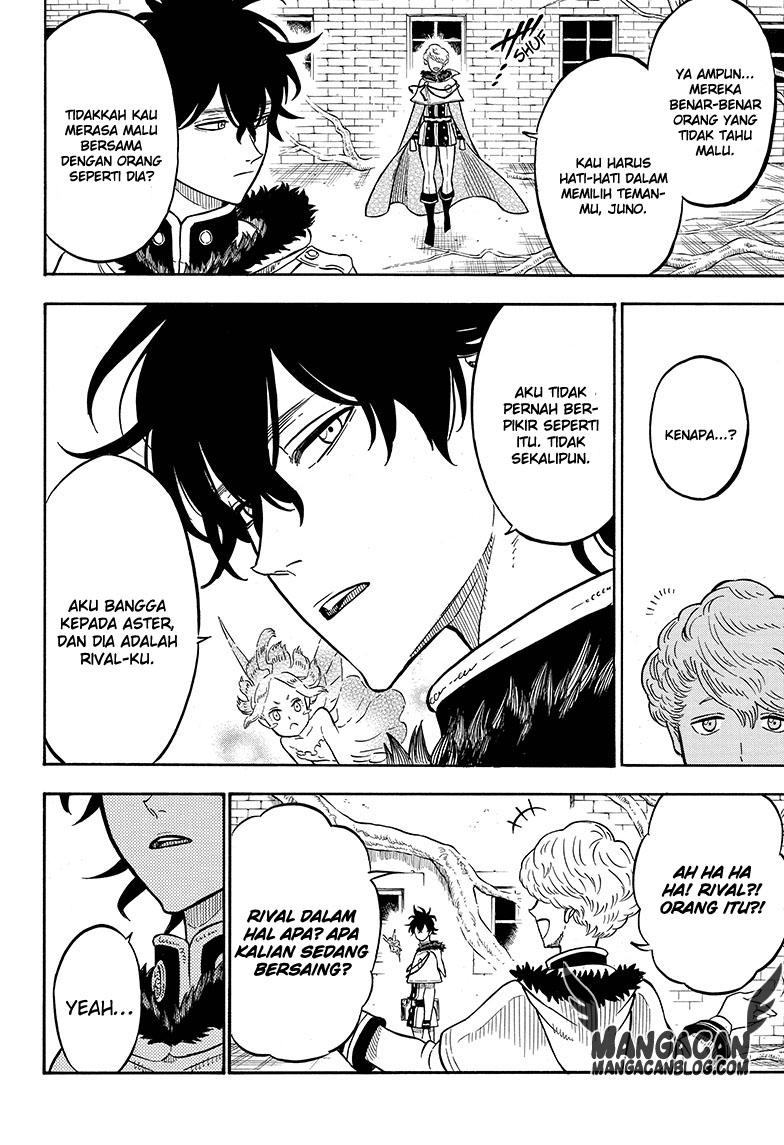 SHUF
YA AMPUN...
MEREKA
BENAR-BENAR
ORANG YANG
TIDAK TAHU
MALU.
KAU HARUS
HATI-HATI DALAM
MEMILIH TEMAN-
MU, JUNO.
TIDAKKAH KAU
MERASA MALU
BERSAMA
DENGAN ORANG
SEPERTI DIA?
KENAPA...?
AKU TIDAK
PERNAH BER-
PIKIR SEPERTI
ITU. TIDAK
SEKALIPUN.
AKU BANGGA
KEPADA ASTER,
DAN DIA ADALAH
RIVAL-KU.
AH HA HA
HA! RIVAL?!
ORANG ITU?!
RIVAL DALAM
HAL APA? APA
KALIAN SEDANG
BERSAING?
YEAH...
MANGACAN
MANGACANBLOG.COM